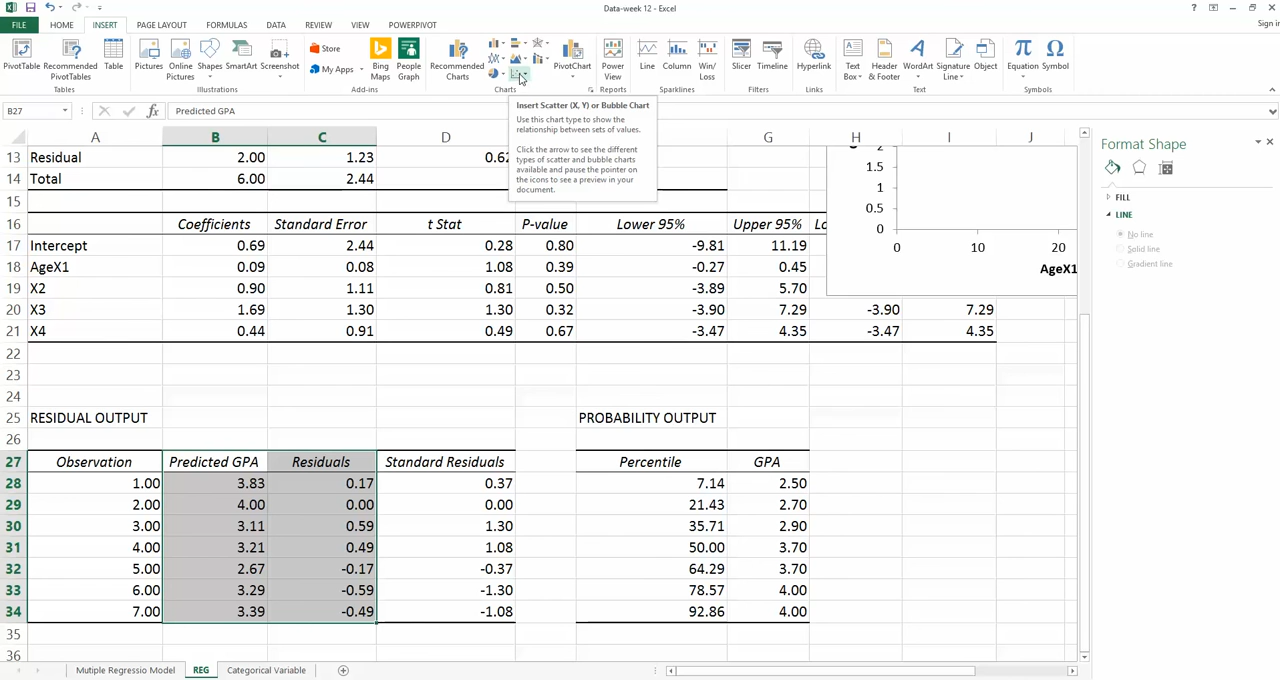 Data-week 12 - Excel
?
Sign in
FILE HOME INSERT PAGE LAYOUT FORMULAS DATA REVIEW VIEW POWERPIVOT
PivotTable Recommended PivotTables Table
Tables
Pictures Online Pictures Shapes SmartArt Screenshot
Illustrations
Store
My Apps
Bing Maps People Graph
Add-ins
Recommended Charts
PivotChart
Charts
Power View
Reports
Line Column Win/Loss
Sparklines
Slicer Timeline
Filters
Hyperlink
Links
Text Box Header & Footer WordArt Signature Line Object
Text
π Equation Ω Symbol
Symbols
B27 fx Predicted GPA
Insert Scatter (X, Y) or Bubble Chart
Use this chart type to show the
relationship between sets of values.
Click the arrow to see the different
types of scatter and bubble charts
available and pause the pointer on
the icons to see a preview in your
document.
A B C D G H I J
13 Residual 2.00 1.23 0.62
14 Total 6.00 2.44
15
16 Coefficients Standard Error t Stat P-value Lower 95% Upper 95%
17 Intercept 0.69 2.44 0.28 0.80 -9.81 11.19
18 AgeX1 0.09 0.08 1.08 0.39 -0.27 0.45
19 X2 0.90 1.11 0.81 0.50 -3.89 5.70
20 X3 1.69 1.30 1.30 0.32 -3.90 7.29 -3.90 7.29
21 X4 0.44 0.91 0.49 0.67 -3.47 4.35 -3.47 4.35
22
23
24
25 RESIDUAL OUTPUT PROBABILITY OUTPUT
26
27 Observation Predicted GPA Residuals Standard Residuals Percentile GPA
28 1.00 3.83 0.17 0.37 7.14 2.50
29 2.00 4.00 0.00 0.00 21.43 2.70
30 3.00 3.11 0.59 1.30 35.71 2.90
31 4.00 3.21 0.49 1.08 50.00 3.70
32 5.00 2.67 -0.17 -0.37 64.29 3.70
33 6.00 3.29 -0.59 -1.30 78.57 4.00
34 7.00 3.39 -0.49 -1.08 92.86 4.00
35
36
2
1.5
1
0.5
0
0 10 20
AgeX1
Format Shape
FILL
LINE
No line
Solid line
Gradient line
Mutiple Regressio Model REG Categorical Variable